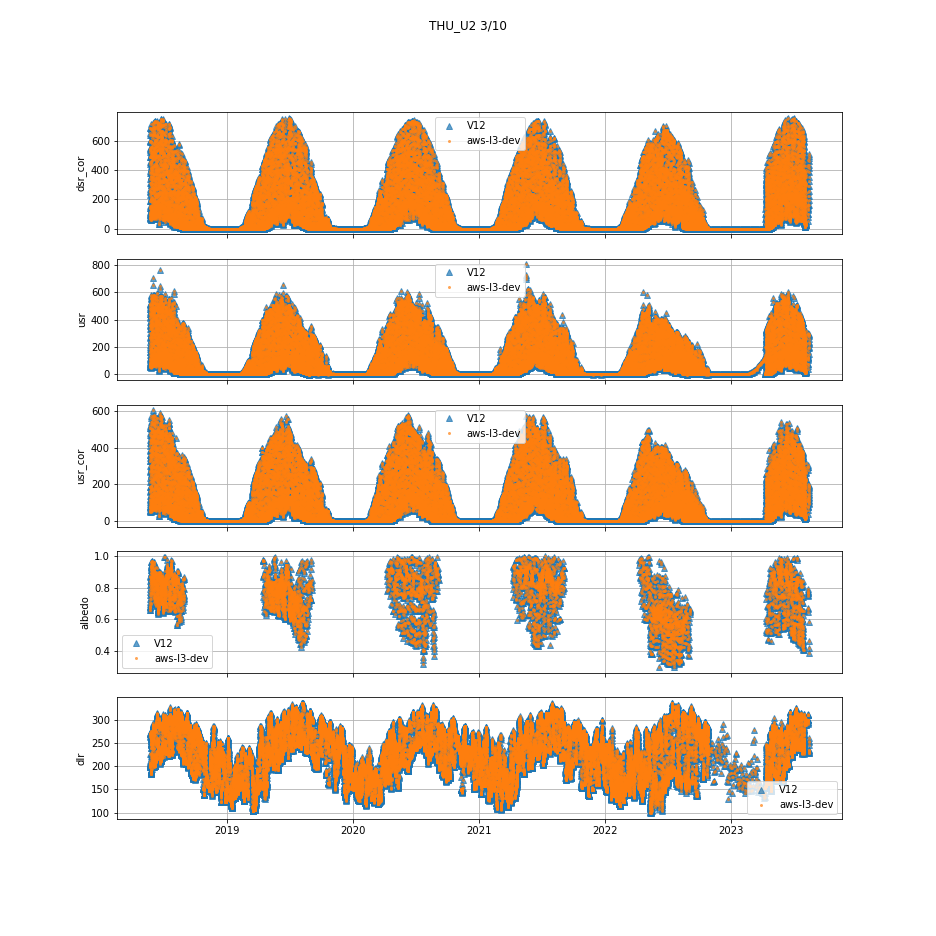 THU_U2 3/10
V12
aws-l3-dev
dsr_cor
600
400
200
0
V12
aws-l3-dev
usr
800
600
400
200
0
V12
aws-l3-dev
usr_cor
600
400
200
0
V12
aws-l3-dev
albedo
1.0
0.8
0.6
0.4
V12
aws-l3-dev
dlr
300
250
200
150
100
2019
2020
2021
2022
2023